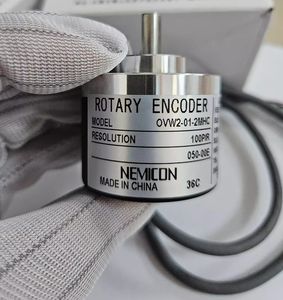 ROTARY ENCODER
MODEL OVW2-01-2MHC
RESOLUTION 100P/R
050-00E
NEMICON
MADE IN CHINA 36C